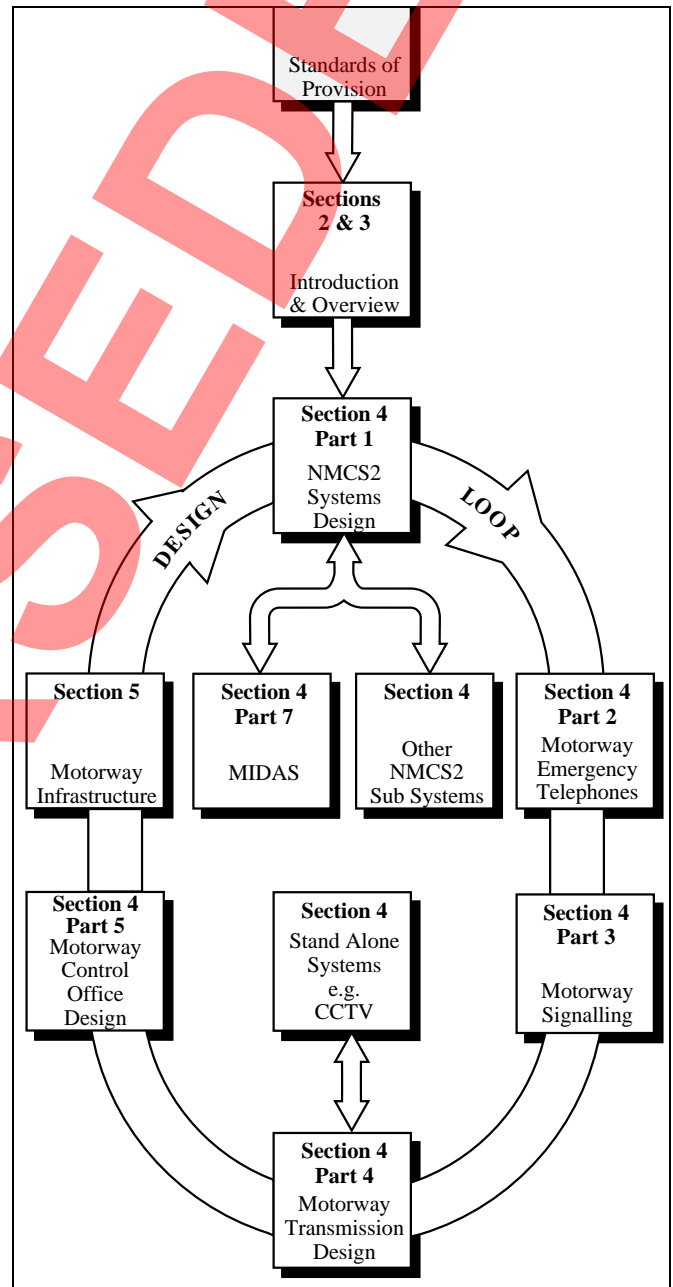 Standards of
Provision
Sections
2 & 3
Introduction
& Overview
Section 4
Part 1
NMCS2
Systems
Design
DESIGN
LOOP
Section 5
Motorway
Infrastructure
Section 4
Part 7
MIDAS
Section 4
Other
NMCS2
Sub Systems
Section 4
Part 2
Motorway
Emergency
Telephones
Section 4
Part 5
Motorway
Control
Office
Design
Section 4
Stand Alone
Systems
e.g.
CCTV
Section 4
Part 3
Motorway
Signalling
Section 4
Part 4
Motorway
Transmission
Design
SEDE